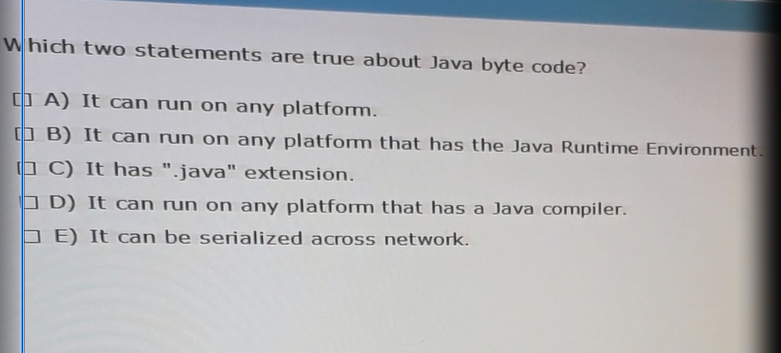 Which two statements are true about Java byte code?
[] A) It can run on any platform.
[] B) It can run on any platform that has the Java Runtime Environment.
[] C) It has ".java" extension.
[] D) It can run on any platform that has a Java compiler.
[] E) It can be serialized across network.